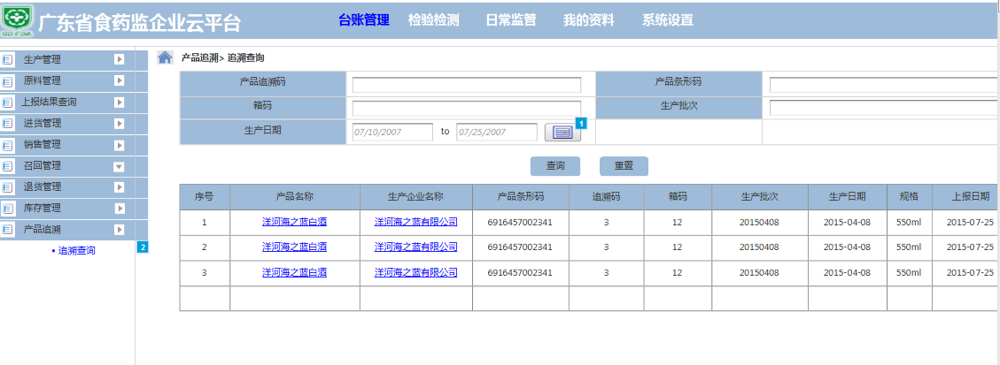 广东省食药监企业云平台
台账管理 检验检测 日常监管 我的资料 系统设置
GD FDA
生产管理
原料管理
上报结果查询
进货管理
销售管理
召回管理
退货管理
库存管理
产品追溯
• 追溯查询
2
产品追溯> 追溯查询
产品追溯码 产品条形码
箱码 生产批次
生产日期 07/10/2007 to 07/25/2007 1
查询 重置
序号 产品名称 生产企业名称 产品条形码 追溯码 箱码 生产批次 生产日期 规格 上报日期
1 洋河海之蓝白酒 洋河海之蓝有限公司 6916457002341 3 12 20150408 2015-04-08 550ml 2015-07-25
2 洋河海之蓝白酒 洋河海之蓝有限公司 6916457002341 3 12 20150408 2015-04-08 550ml 2015-07-25
3 洋河海之蓝白酒 洋河海之蓝有限公司 6916457002341 3 12 20150408 2015-04-08 550ml 2015-07-25